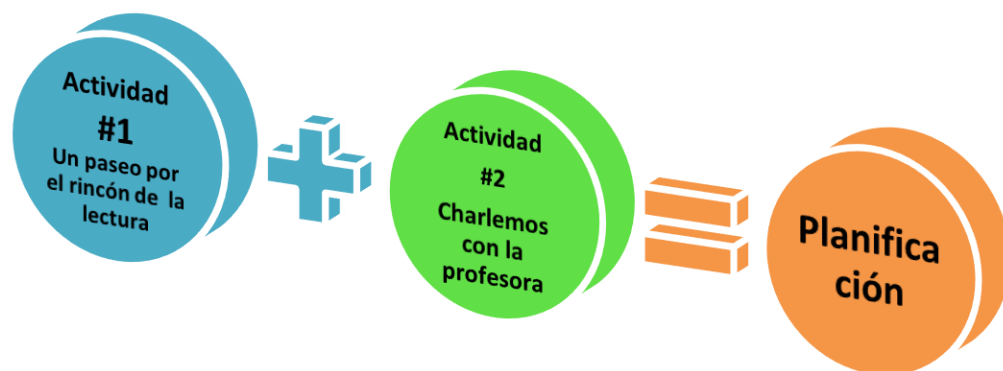 Actividad
#1
Un paseo por
el rincón de la
lectura
Actividad
#2
Charlemos
con la
profesora
Planifica
ción